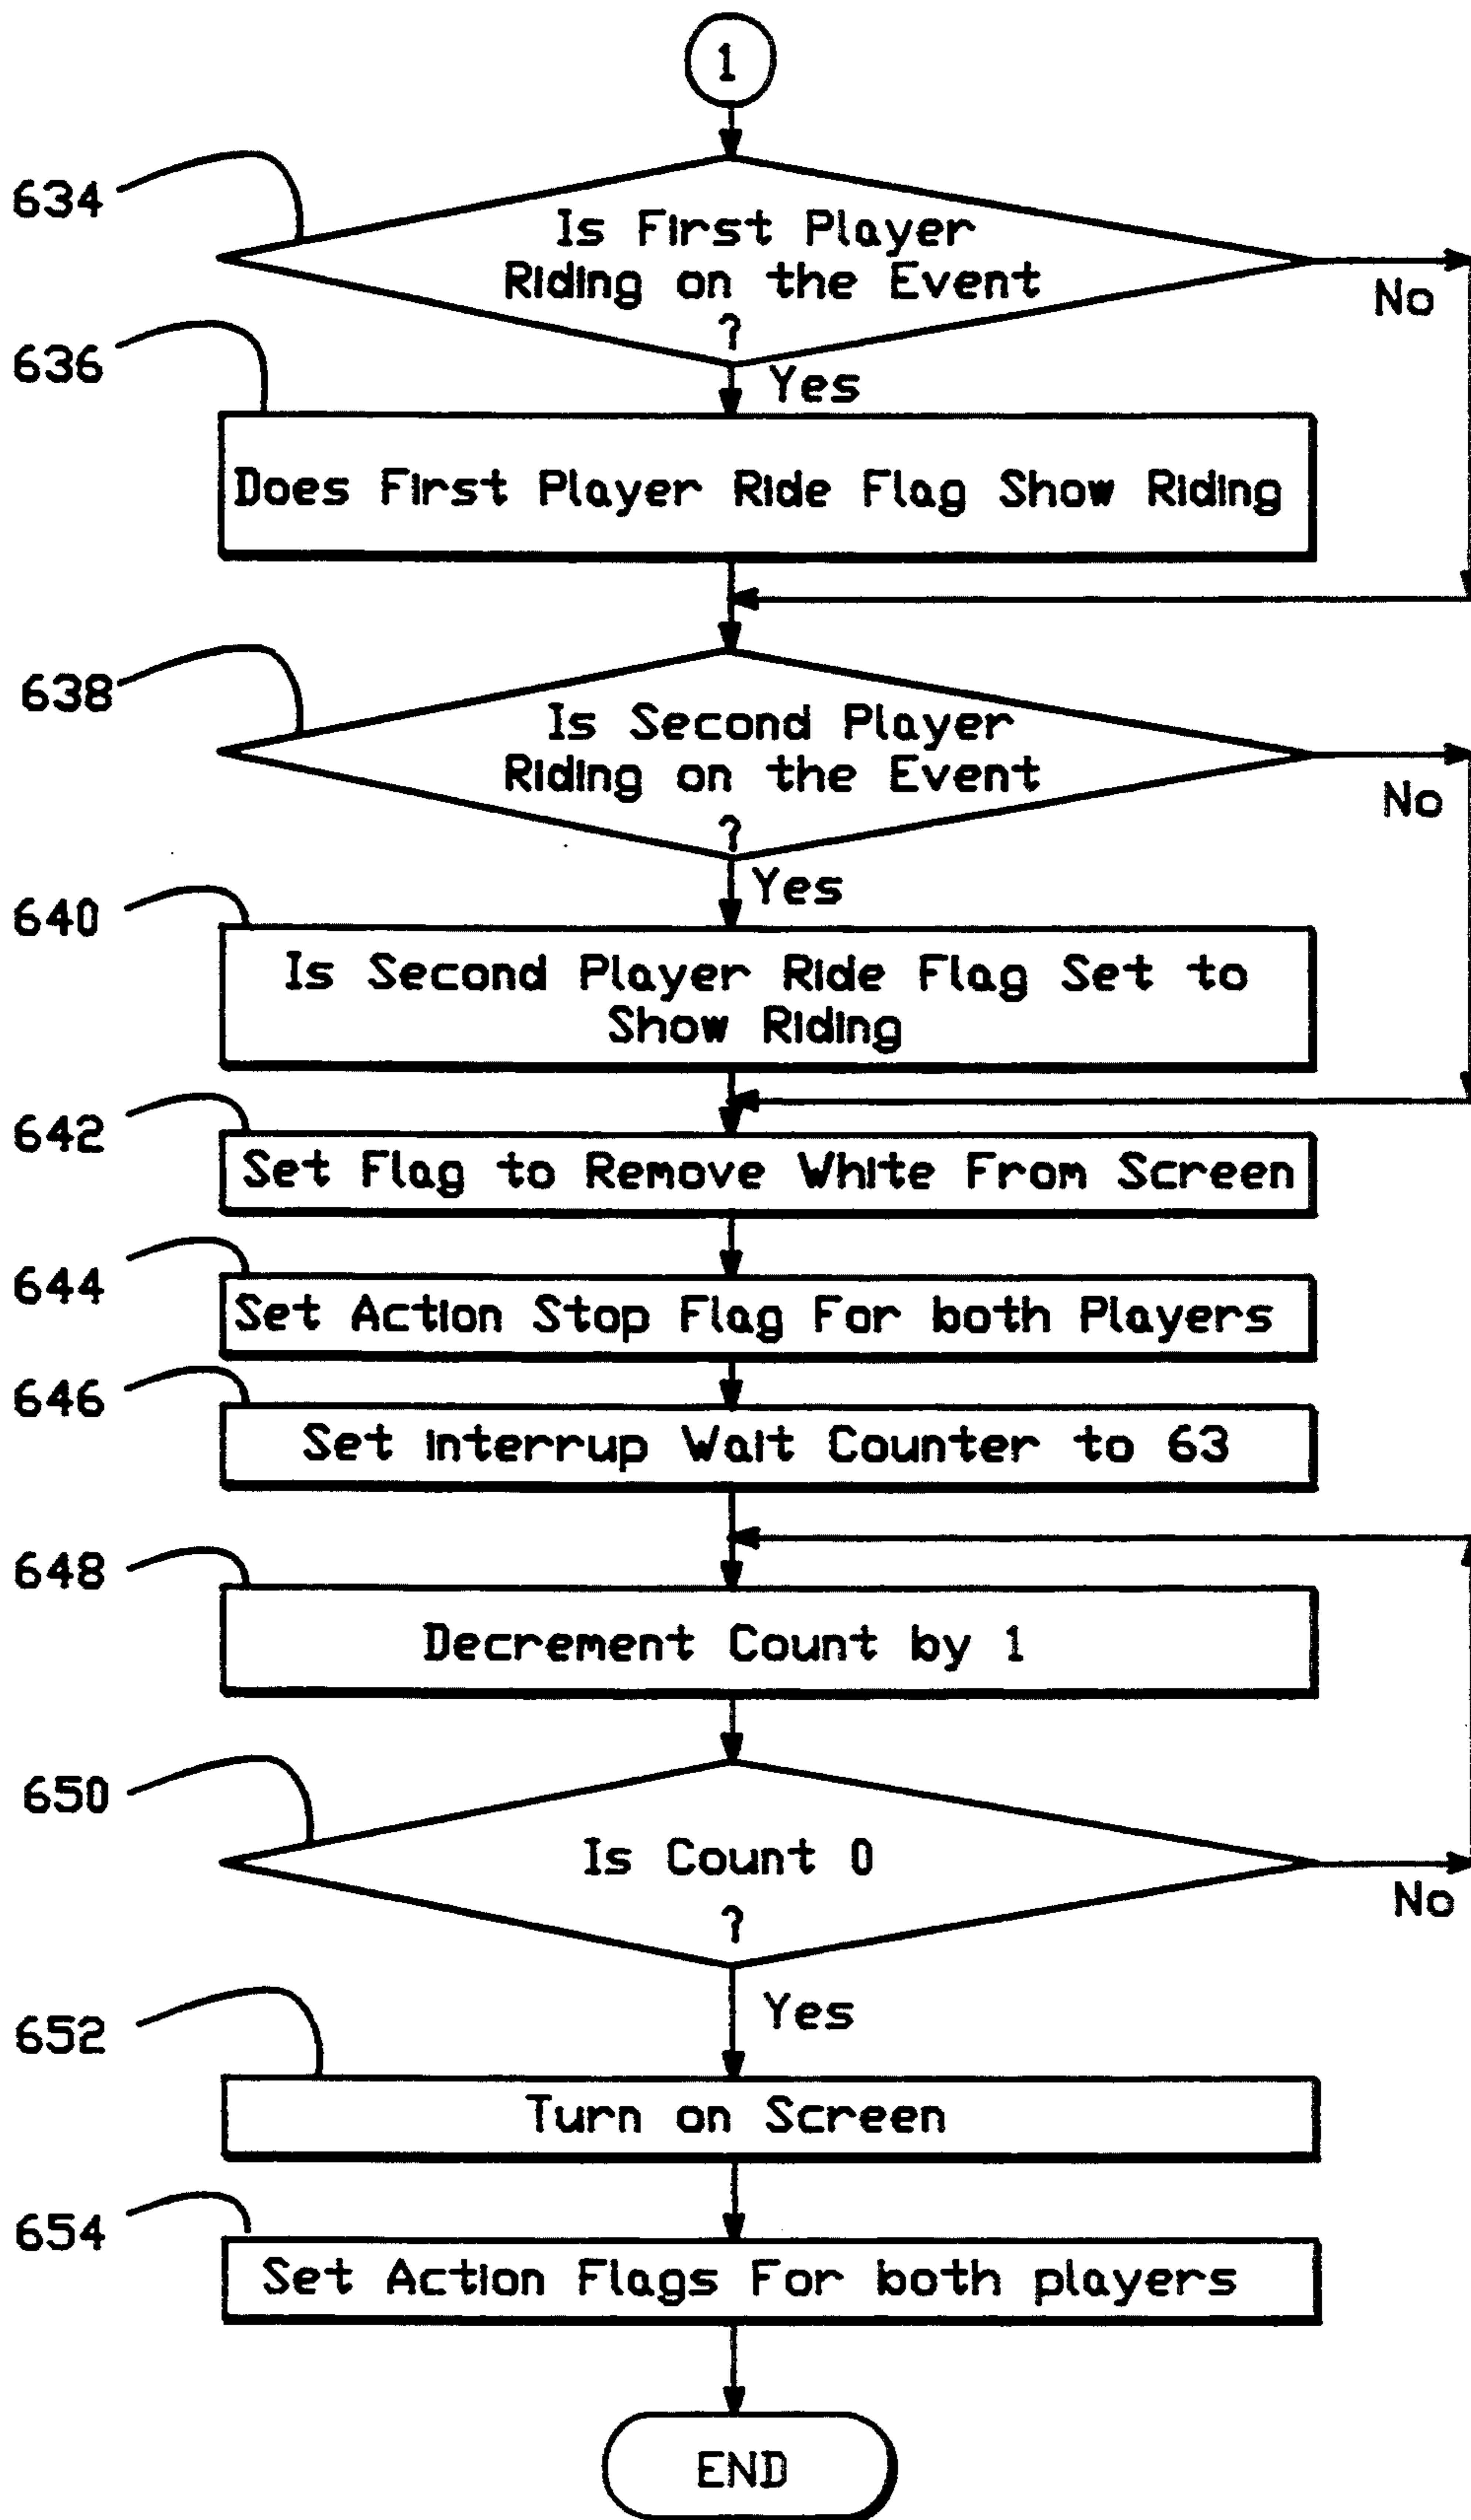 1
634
Is First Player
Riding on the Event
?
No
Yes
636
Does First Player Ride Flag Show Riding
638
Is Second Player
Riding on the Event
?
No
Yes
640
Is Second Player Ride Flag Set to
Show Riding
642
Set Flag to Remove White From Screen
644
Set Action Stop Flag For both Players
646
Set interrup Wait Counter to 63
648
Decrement Count by 1
650
Is Count 0
?
No
Yes
652
Turn on Screen
654
Set Action Flags For both players
END